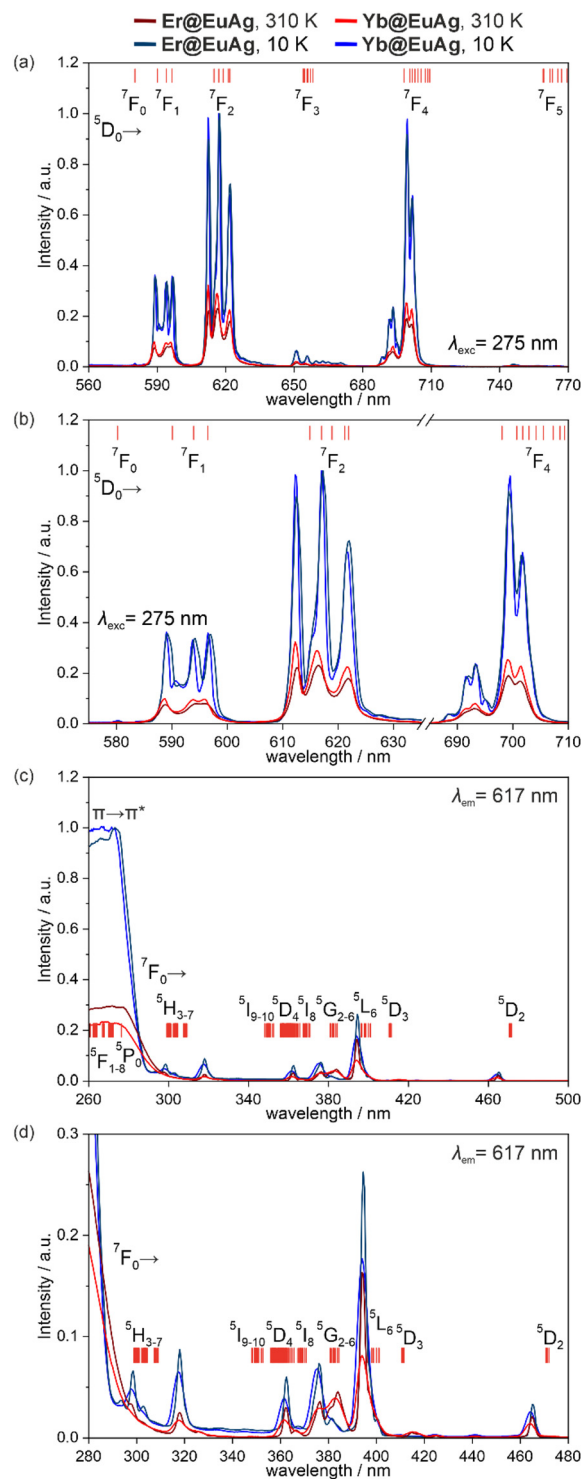 Er@EuAg, 310 K Yb@EuAg, 310 K
Er@EuAg, 10 K Yb@EuAg, 10 K
(a)
1.2
1.0
0.8
0.6
0.4
0.2
0.0
Intensity / a.u.
⁷F₀ ⁷F₁ ⁷F₂ ⁷F₃ ⁷F₄ ⁷F₅
⁵D₀→
λexc= 275 nm
560 590 620 650 680 710 740 770
wavelength / nm
(b)
1.2
1.0
0.8
0.6
0.4
0.2
0.0
Intensity / a.u.
⁷F₀ ⁷F₁ ⁷F₂ ⁷F₄
⁵D₀→
λexc= 275 nm
580 590 600 610 620 630 690 700 710
wavelength / nm
(c)
1.2
1.0
0.8
0.6
0.4
0.2
0.0
Intensity / a.u.
π→π*
λem= 617 nm
⁷F₀→
⁵H₃₋₇ ⁵I₉₋₁₀ ⁵D₄ ⁵I₈ ⁵G₂₋₆ ⁵L₆ ⁵D₃ ⁵D₂
⁵F₁₋₈ ⁵P₀
260 300 340 380 420 460 500
wavelength / nm
(d)
0.3
0.2
0.1
0.0
Intensity / a.u.
λem= 617 nm
⁷F₀→
⁵H₃₋₇ ⁵I₉₋₁₀ ⁵D₄ ⁵I₈ ⁵G₂₋₆ ⁵L₆ ⁵D₃ ⁵D₂
280 300 320 340 360 380 400 420 440 460 480
wavelength / nm